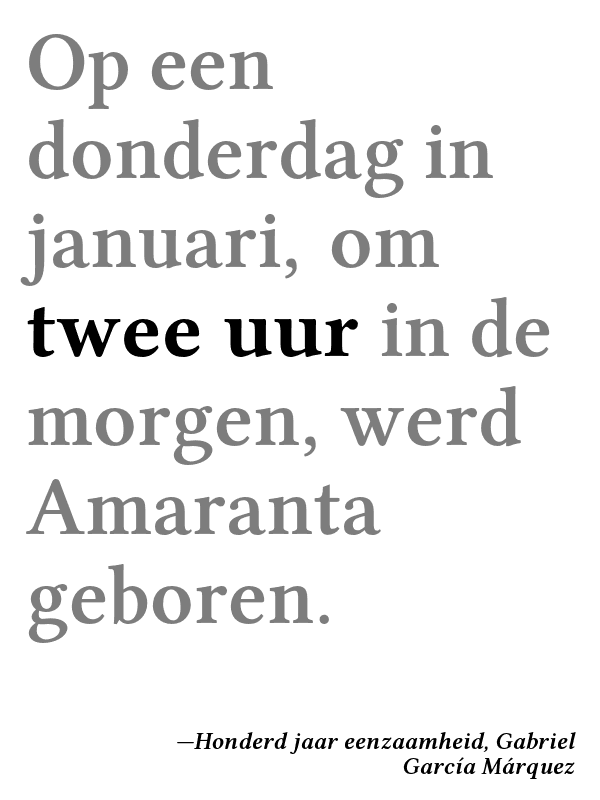 Op een
donderdag in
januari, om
twee uur in de
morgen, werd
Amaranta
geboren.
—Honderd jaar eenzaamheid, Gabriel
García Márquez